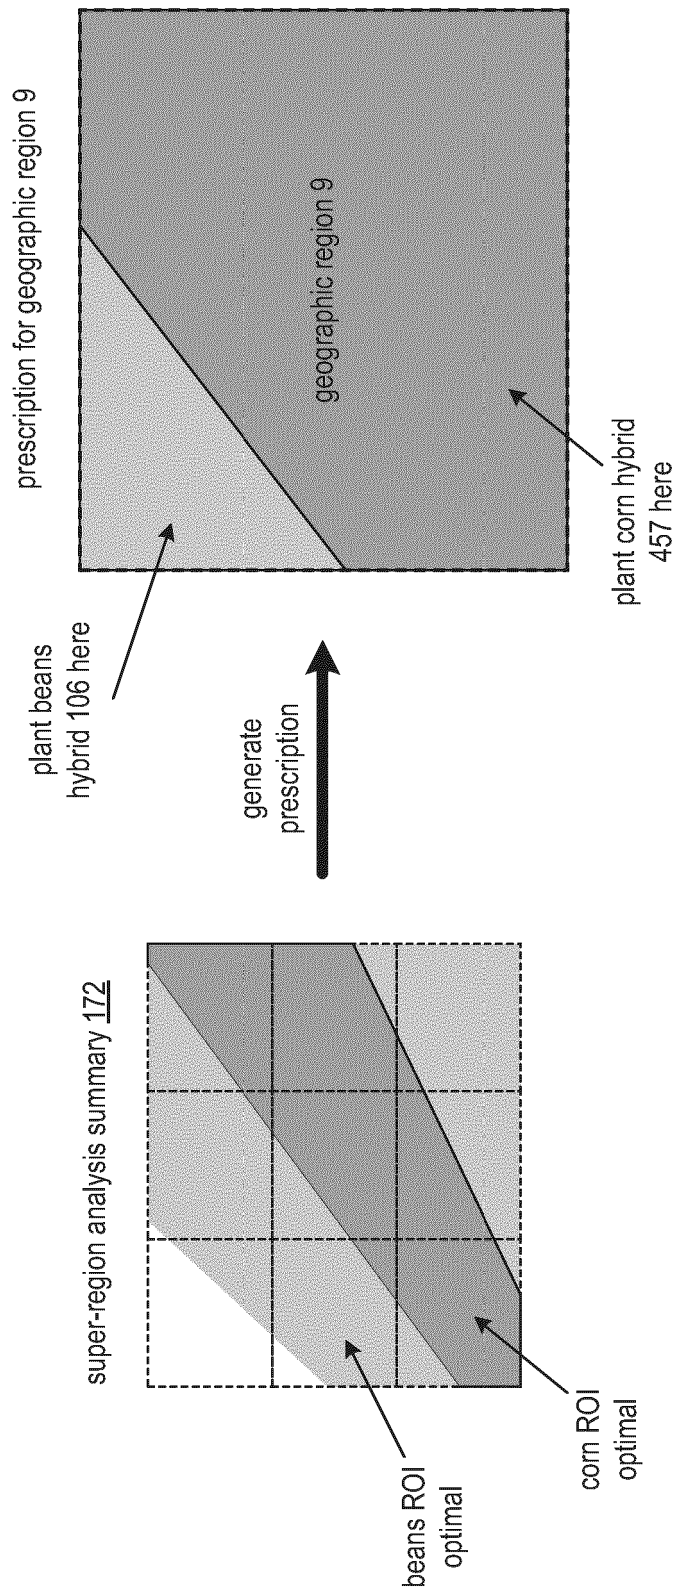 super-region analysis summary 172
beans ROI
optimal
corn ROI
optimal
generate
prescription
prescription for geographic region 9
plant beans
hybrid 106 here
geographic region 9
plant corn hybrid
457 here